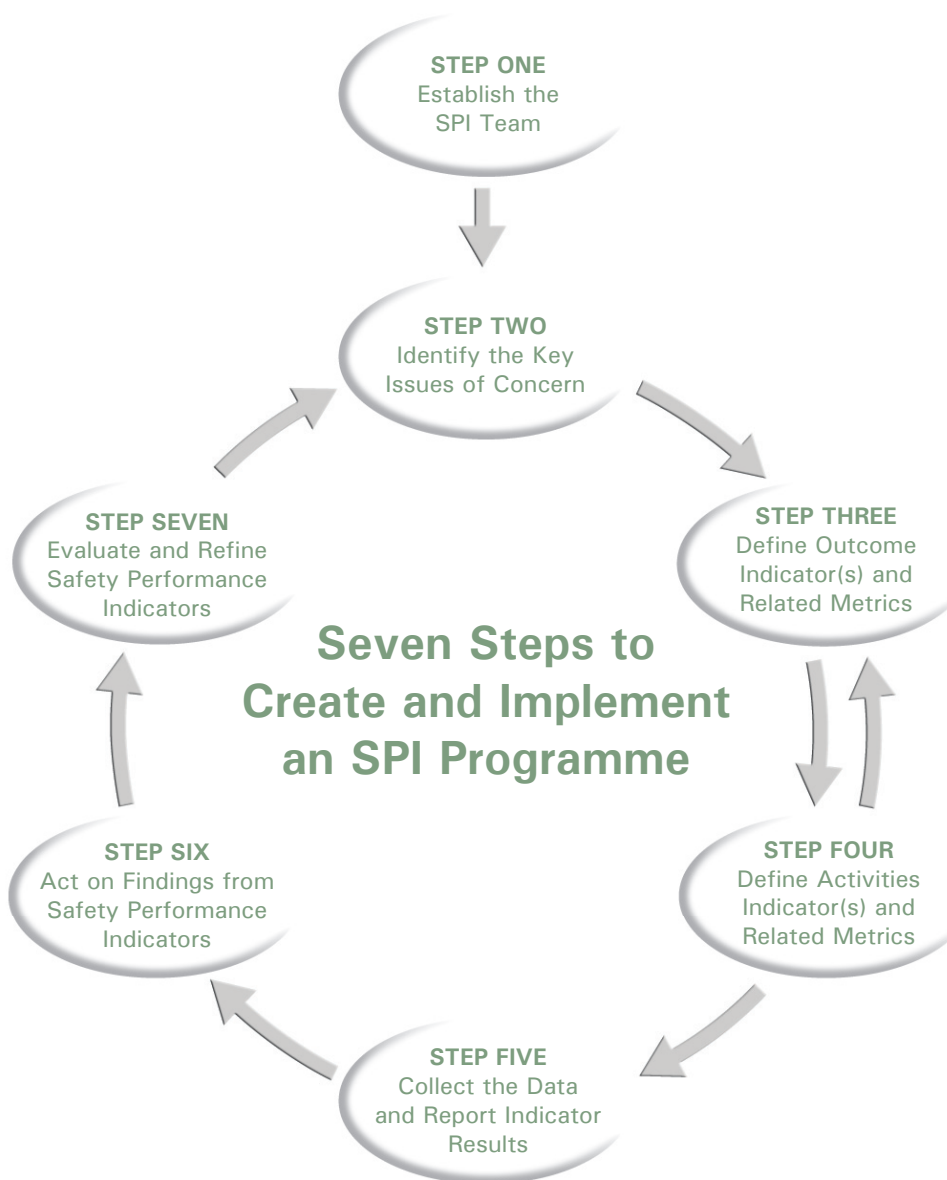 STEP ONE
Establish the
SPI Team
STEP TWO
Identify the Key
Issues of Concern
STEP THREE
Define Outcome
Indicator(s) and
Related Metrics
STEP FOUR
Define Activities
Indicator(s) and
Related Metrics
STEP FIVE
Collect the Data
and Report Indicator
Results
STEP SIX
Act on Findings from
Safety Performance
Indicators
STEP SEVEN
Evaluate and Refine
Safety Performance
Indicators
Seven Steps to
Create and Implement
an SPI Programme